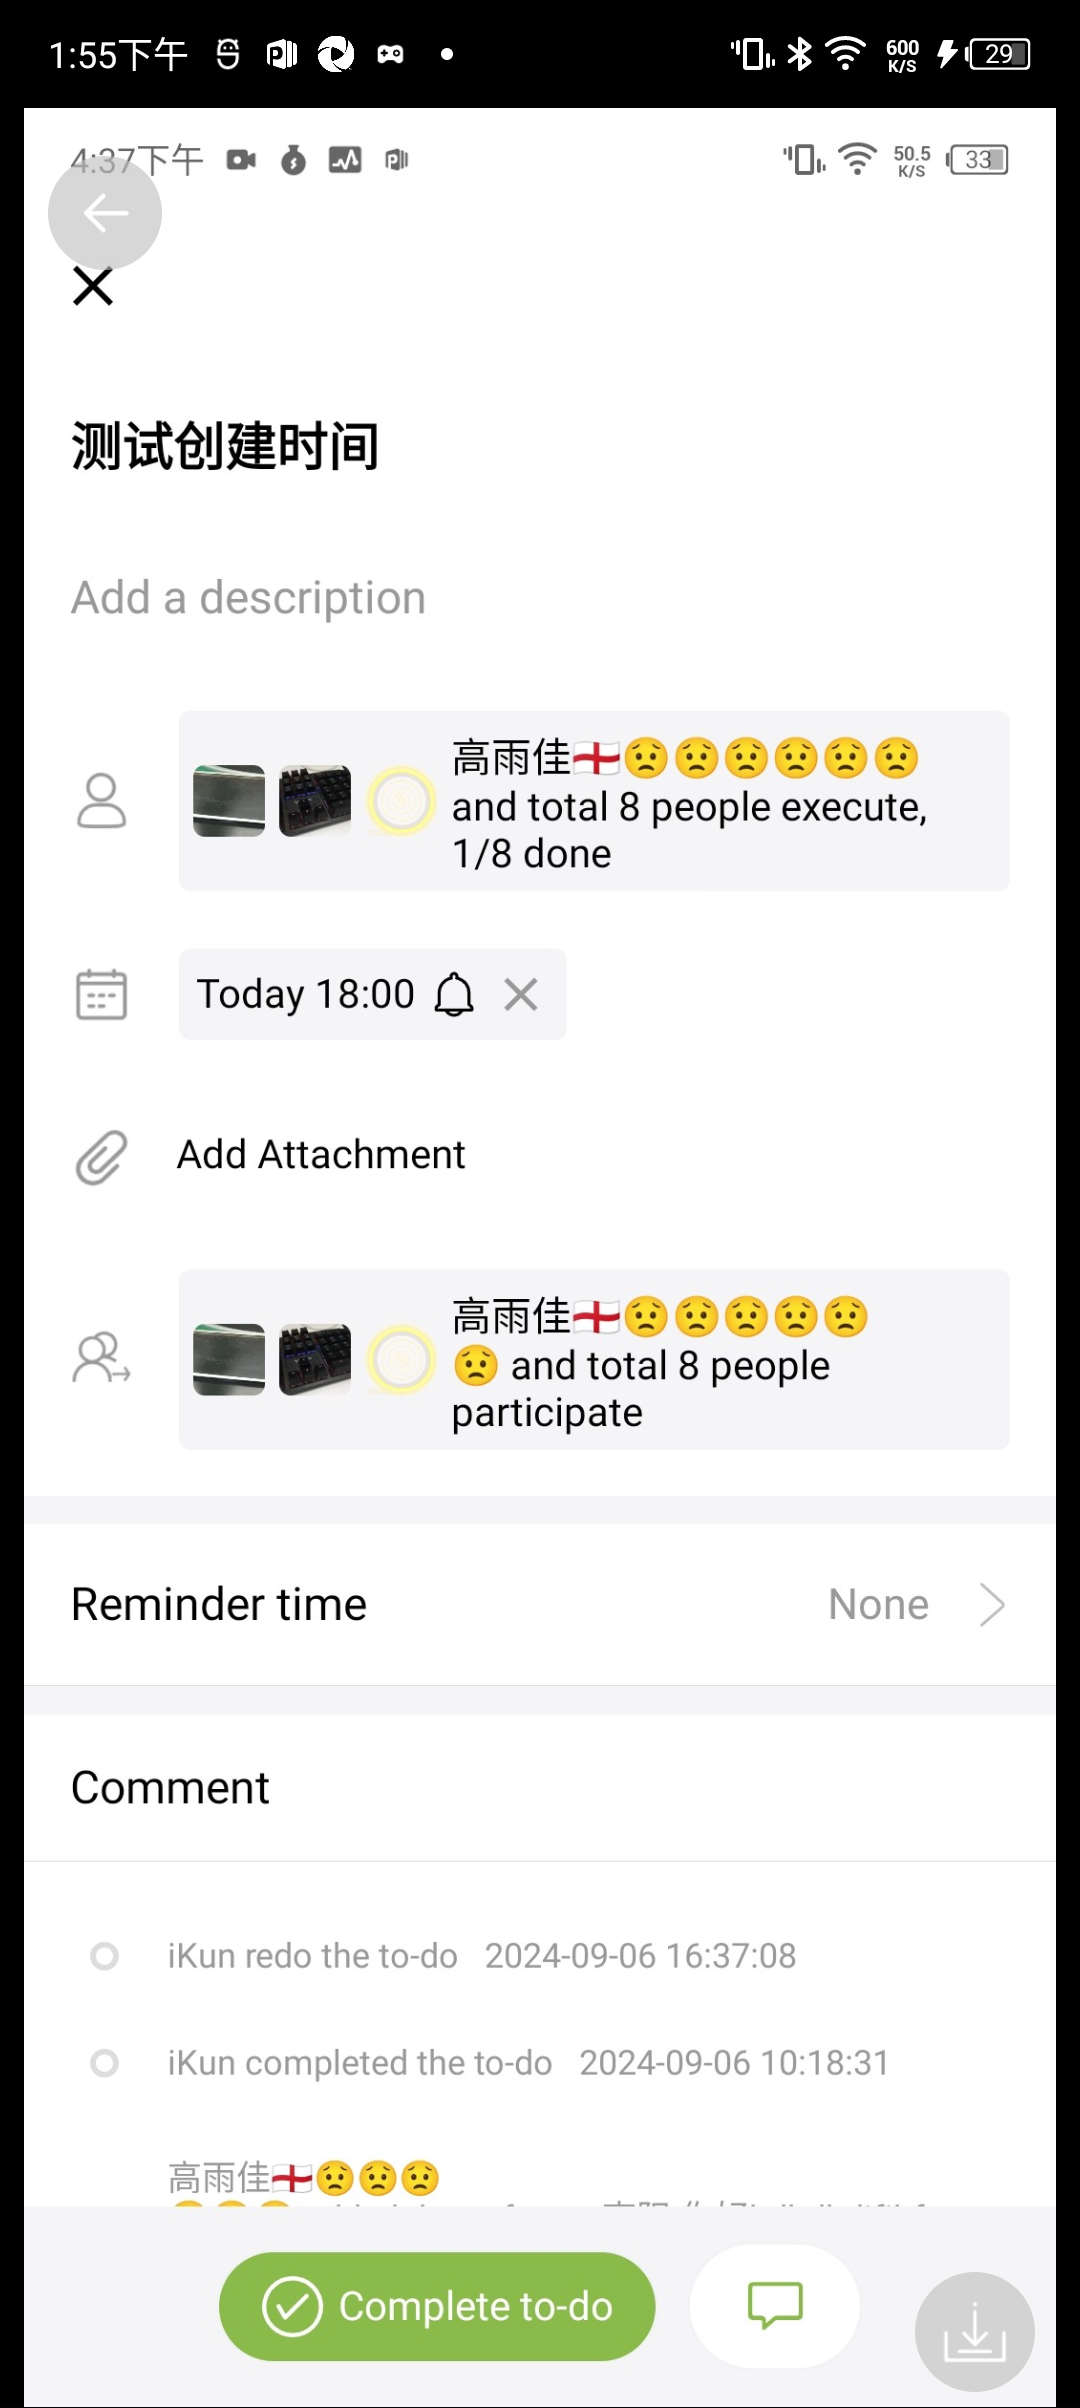 1:55下午
600
K/S
29
4:37下午
50.5
K/S
33
测试创建时间
Add a description
高雨佳🏴󠁧󠁢󠁥󠁮󠁧󠁿😟😟😟😟😟😟
and total 8 people execute,
1/8 done
Today 18:00
Add Attachment
高雨佳🏴󠁧󠁢󠁥󠁮󠁧󠁿😟😟😟😟😟
😟 and total 8 people
participate
Reminder time None
Comment
iKun redo the to-do 2024-09-06 16:37:08
iKun completed the to-do 2024-09-06 10:18:31
高雨佳🏴󠁧󠁢󠁥󠁮󠁧󠁿😟😟😟
Complete to-do